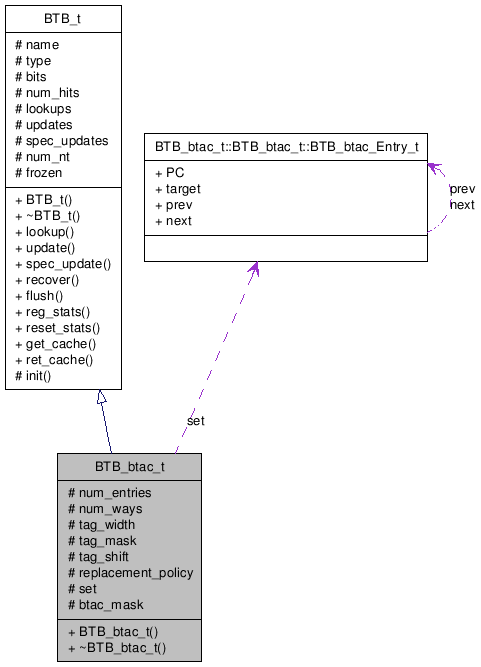 BTB_t
# name
# type
# bits
# num_hits
# lookups
# updates
# spec_updates
# num_nt
# frozen
+ BTB_t()
+ ~BTB_t()
+ lookup()
+ update()
+ spec_update()
+ recover()
+ flush()
+ reg_stats()
+ reset_stats()
+ get_cache()
+ ret_cache()
# init()
BTB_btac_t::BTB_btac_t::BTB_btac_Entry_t
+ PC
+ target
+ prev
+ next
prev
next
set
BTB_btac_t
# num_entries
# num_ways
# tag_width
# tag_mask
# tag_shift
# replacement_policy
# set
# btac_mask
+ BTB_btac_t()
+ ~BTB_btac_t()